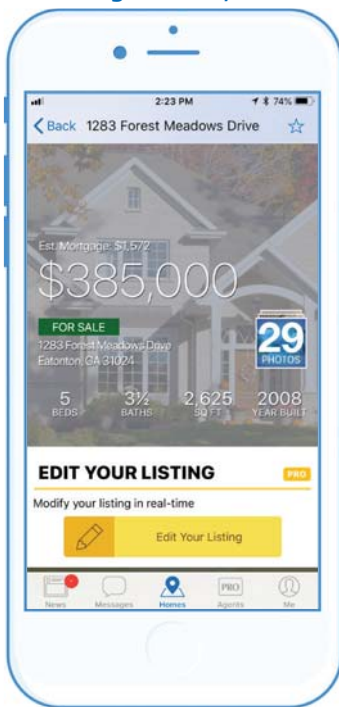 2:23 PM
74%
Back 1283 Forest Meadows Drive
Est. Mortgage: $1,572
$385,000
FOR SALE
1283 Forest Meadows Drive
Eatonton, GA 31024
29
PHOTOS
5 3½ 2,625 2008
BEDS BATHS SQ FT YEAR BUILT
EDIT YOUR LISTING PRO
Modify your listing in real-time
Edit Your Listing
PRO
News Messages Homes Agents Me